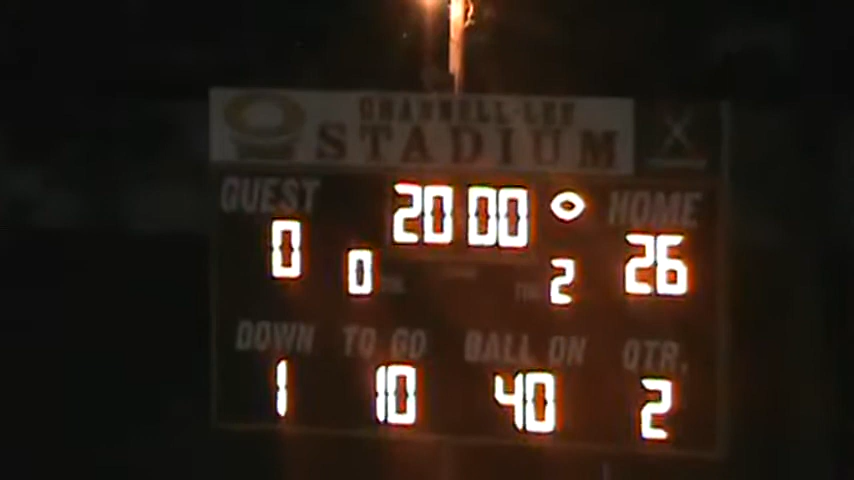 STADIUM
GUEST 20 00 HOME
0 0 2 26
DOWN TO GO BALL ON QTR.
1 10 40 2